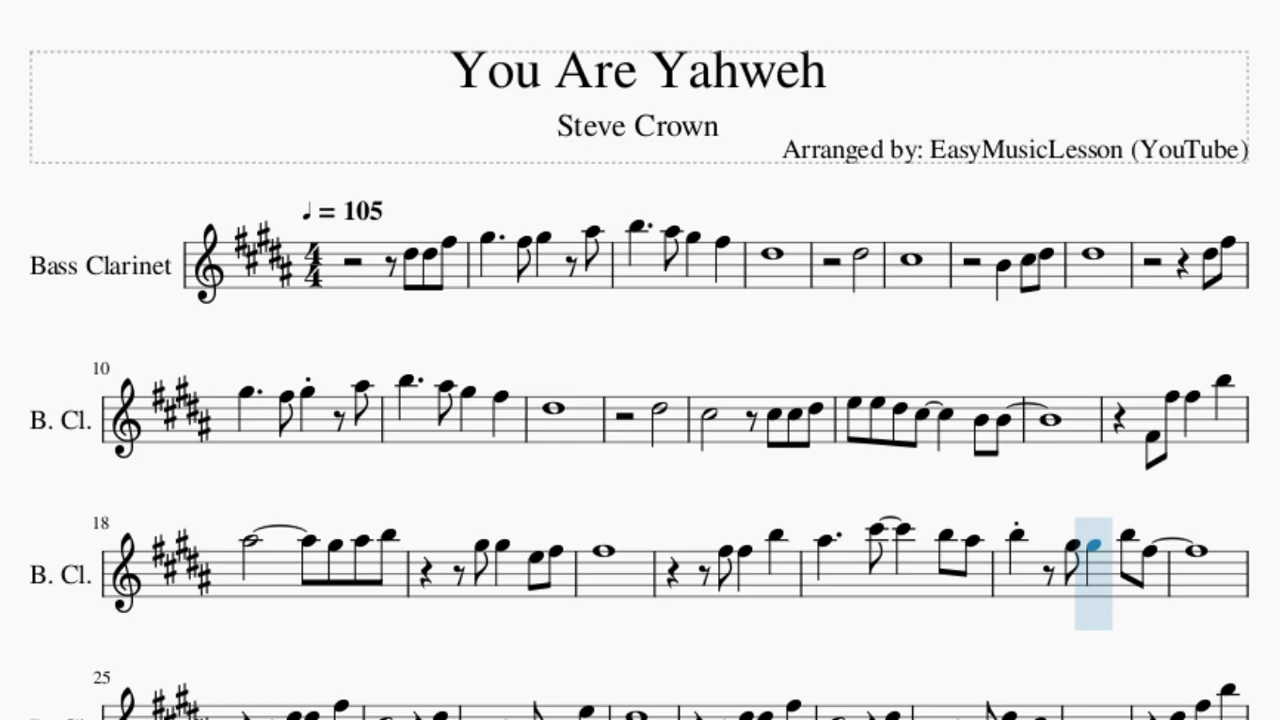 You Are Yahweh
Steve Crown
Arranged by: EasyMusicLesson (YouTube)
♩ = 105
Bass Clarinet
4
4
10
B. Cl.
18
B. Cl.
25